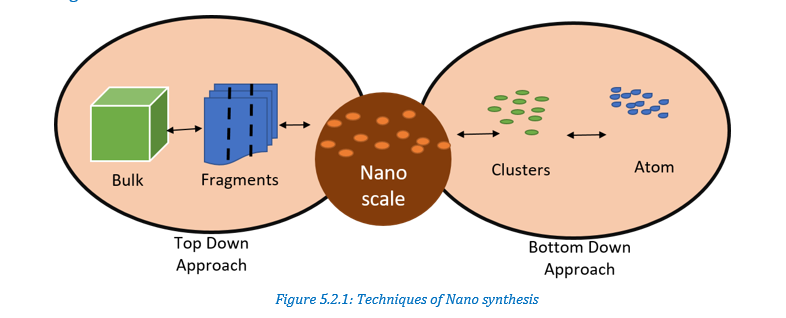 Bulk
Fragments
Nano
scale
Clusters
Atom
Top Down
Approach
Bottom Down
Approach
Figure 5.2.1: Techniques of Nano synthesis